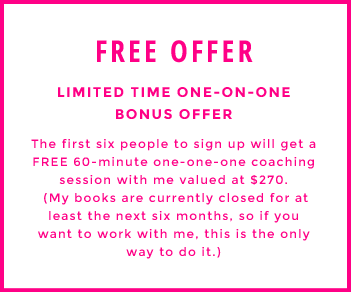 FREE OFFER
LIMITED TIME ONE-ON-ONE
BONUS OFFER
The first six people to sign up will get a
FREE 60-minute one-one-one coaching
session with me valued at $270.
(My books are currently closed for at
least the next six months, so if you
want to work with me, this is the only
way to do it.)